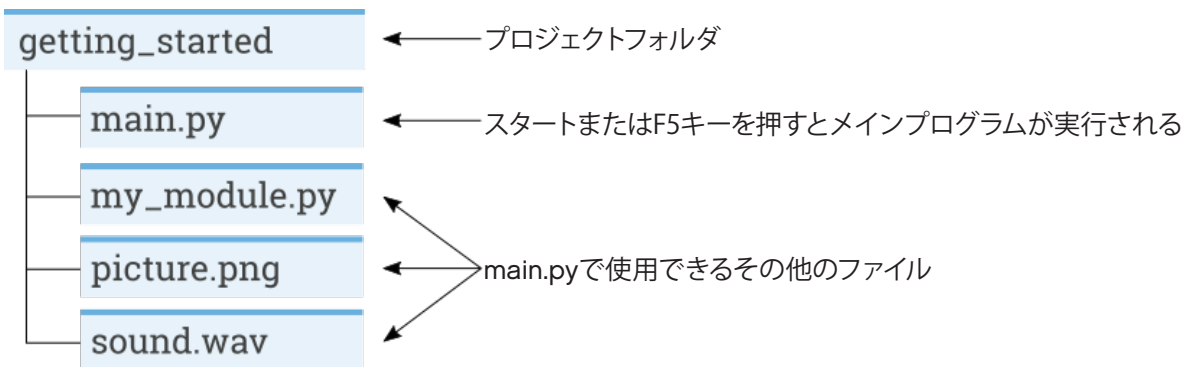 getting_started
プロジェクトフォルダ
main.py
スタートまたはF5キーを押すとメインプログラムが実行される
my_module.py
picture.png
main.pyで使用できるその他のファイル
sound.wav